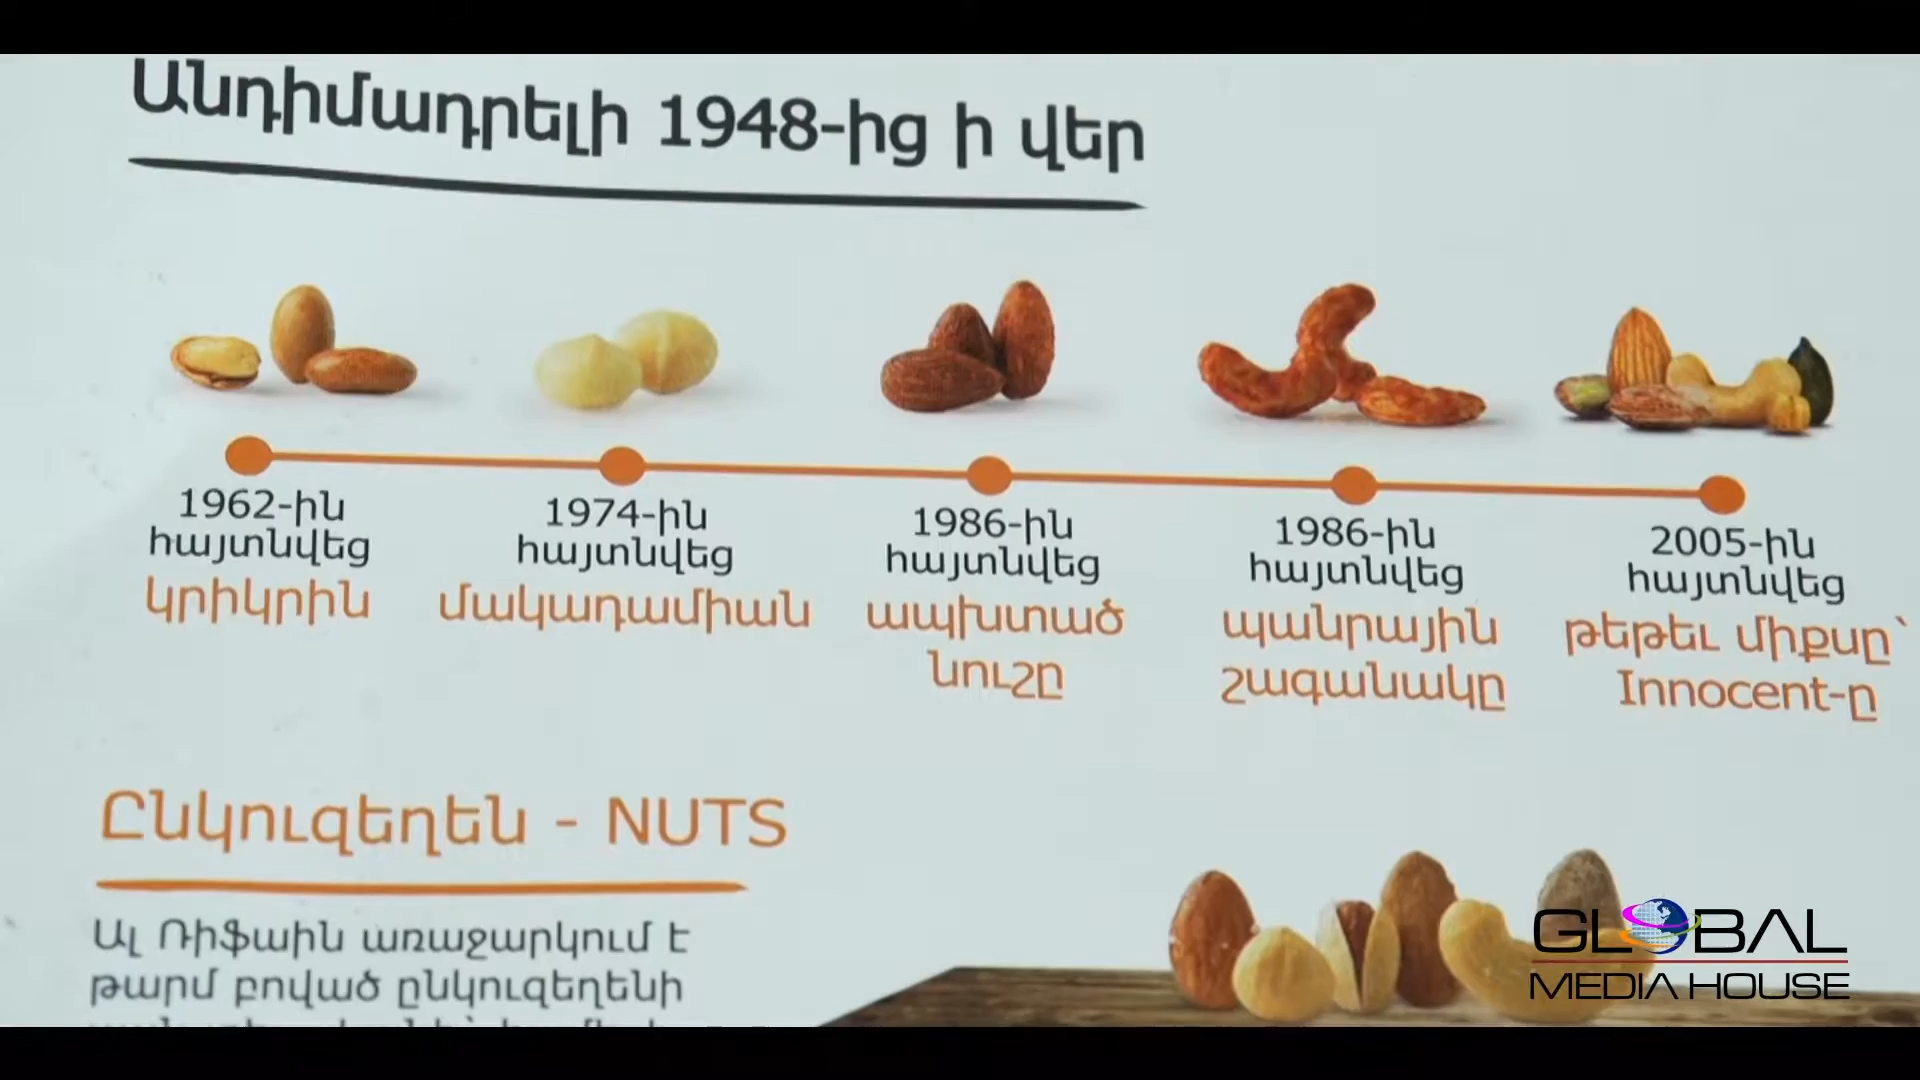 Անդիմադրելի 1948-ից ի վեր
1962-ին
հայտնվեց
կրիկրին
1974-ին
հայտնվեց
մակադամիան
1986-ին
հայտնվեց
ապխտած
նուշը
1986-ին
հայտնվեց
պանրային
շագանակը
2005-ին
հայտնվեց
թեթեւ միքսը՝
Innocent-ը
Ընկուզեղեն - NUTS
Ալ Ռիֆաին առաջարկում է
թարմ բոված ընկուզեղենի
GLOBAL
MEDIA HOUSE